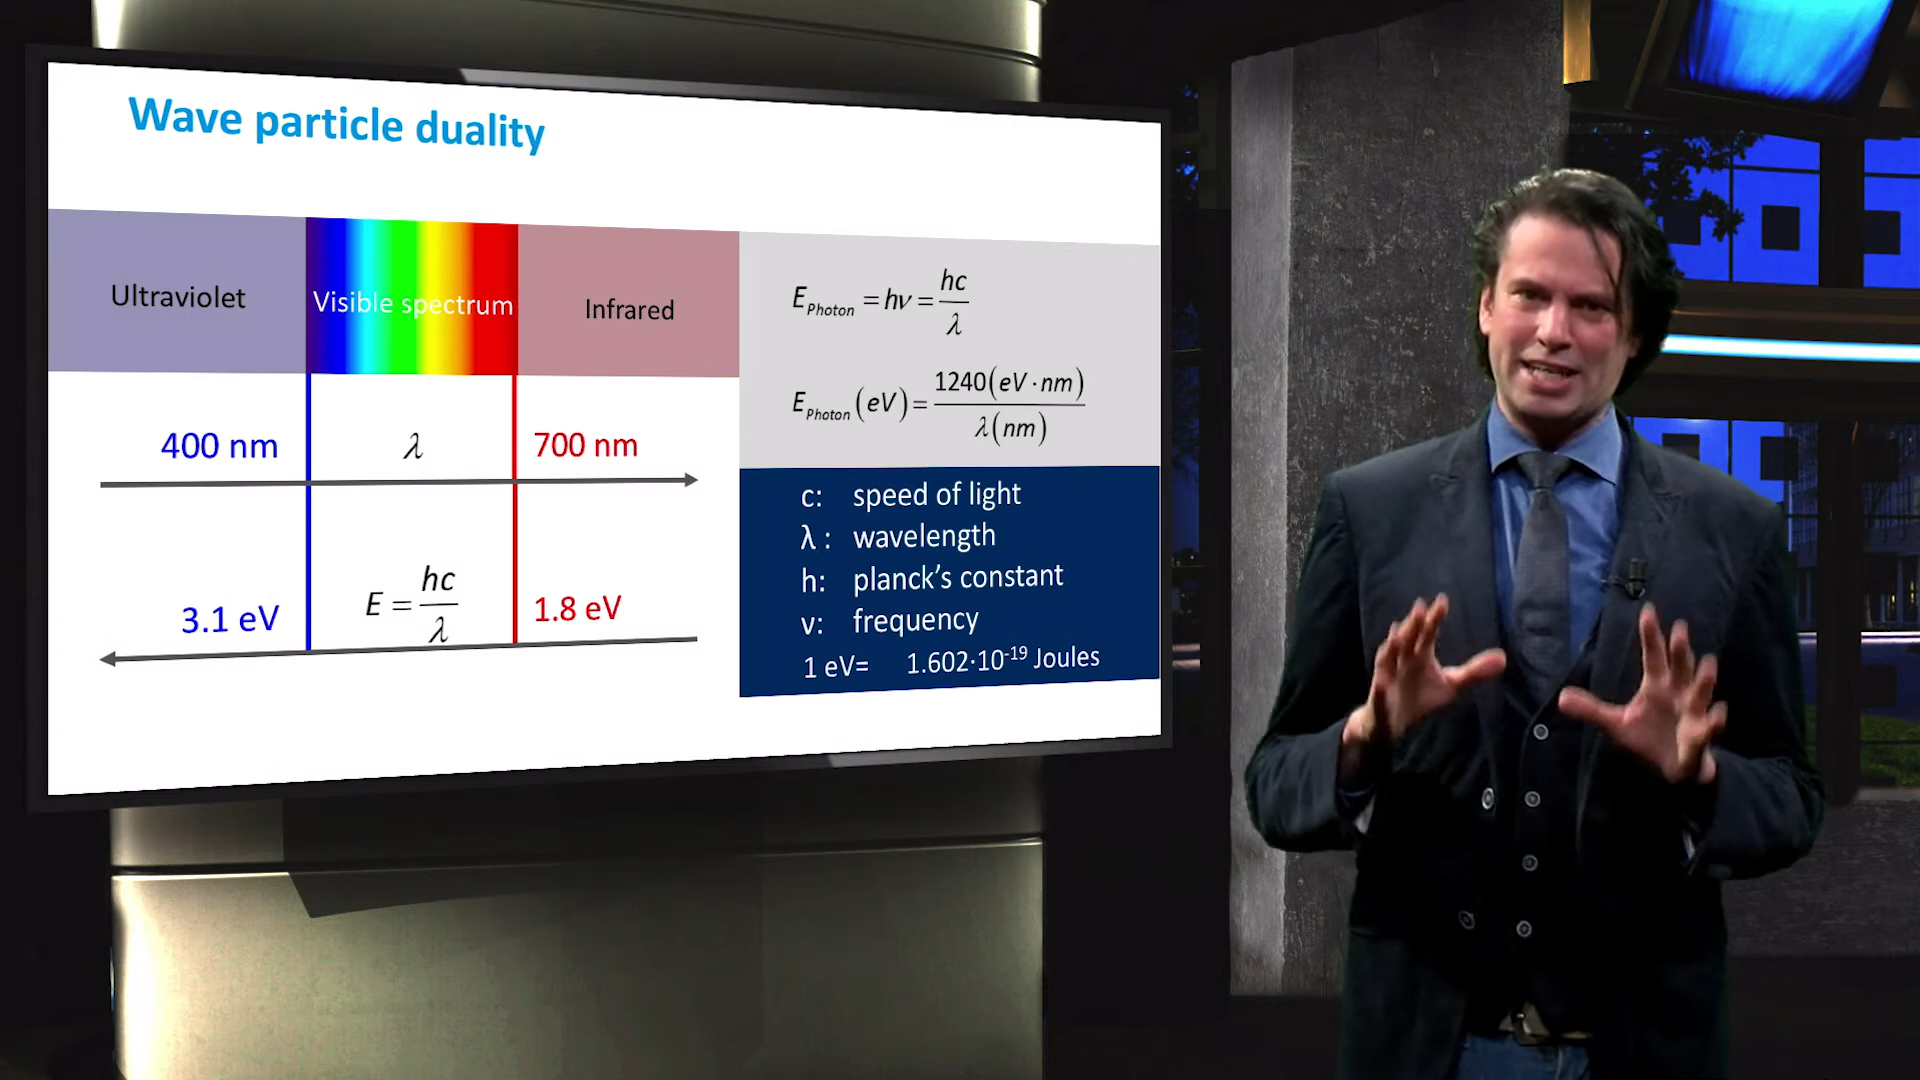 Wave particle duality
Ultraviolet
Visible spectrum
Infrared
400 nm
λ
700 nm
3.1 eV
E = hc/λ
1.8 eV
E_Photon = hν = hc/λ
E_Photon (eV) = 1240(eV·nm)/λ(nm)
c: speed of light
λ : wavelength
h: planck's constant
ν: frequency
1 eV= 1.602·10⁻¹⁹ Joules